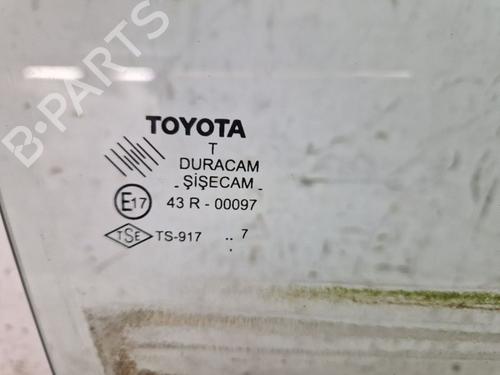 B-PARTS
TOYOTA
T
DURACAM
- ŞİŞECAM -
E17 43 R - 00097
TSE TS-917 .. 7